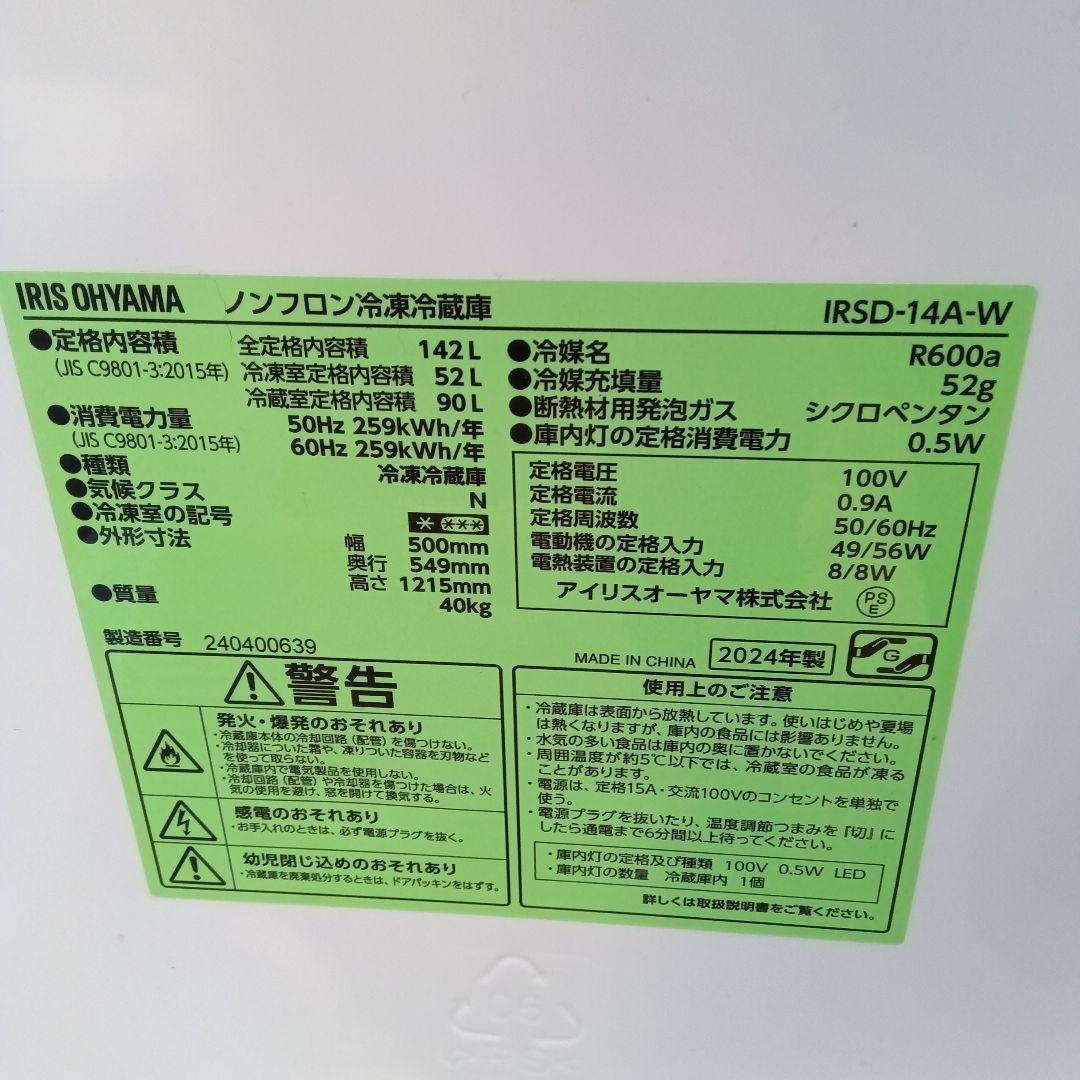 IRIS OHYAMA ノンフロン冷凍冷蔵庫 IRSD-14A-W
●定格内容積 全定格内容積 142L
(JIS C9801-3:2015年) 冷凍室定格内容積 52L
冷蔵室定格内容積 90L
●消費電力量 50Hz 259kWh/年
(JIS C9801-3:2015年) 60Hz 259kWh/年
●種類 冷凍冷蔵庫
●気候クラス N
●冷凍室の記号
●外形寸法 幅 500mm
奥行 549mm
高さ 1215mm
●質量 40kg
製造番号 240400639
●冷媒名 R600a
●冷媒充填量 52g
●断熱材用発泡ガス シクロペンタン
●庫内灯の定格消費電力 0.5W
定格電圧 100V
定格電流 0.9A
定格周波数 50/60Hz
電動機の定格入力 49/56W
電熱装置の定格入力 8/8W
アイリスオーヤマ株式会社 PSE
MADE IN CHINA 2024年製 G
警告
発火・爆発のおそれあり
・冷蔵庫本体の冷却回路（配管）を傷つけない。
・冷却器についた霜や、凍りついた容器を刃物など
を使って取らない。
・冷蔵庫内で電気製品を使用しない。
・冷却回路（配管）や冷却器を傷つけた場合は、火
気の使用を避け、窓を開けて換気する。
感電のおそれあり
・お手入れのときは、必ず電源プラグを抜く。
幼児閉じ込めのおそれあり
・冷蔵庫を廃棄処分するときは、ドアパッキンをはずす。
使用上のご注意
・冷蔵庫は表面から放熱しています。使いはじめや夏場
は熱くなりますが、庫内の食品には影響ありません。
・水気の多い食品は庫内の奥に置かないでください。
・周囲温度が約5℃以下では、冷蔵室の食品が凍る
ことがあります。
・電源は、定格15A・交流100Vのコンセントを単独で
使う。
・電源プラグを抜いたり、温度調節つまみを『切』に
したら通電まで6分間以上待ってください。
・庫内灯の定格及び種類 100V 0.5W LED
・庫内灯の数量 冷蔵庫内 1個
詳しくは取扱説明書をご覧ください。